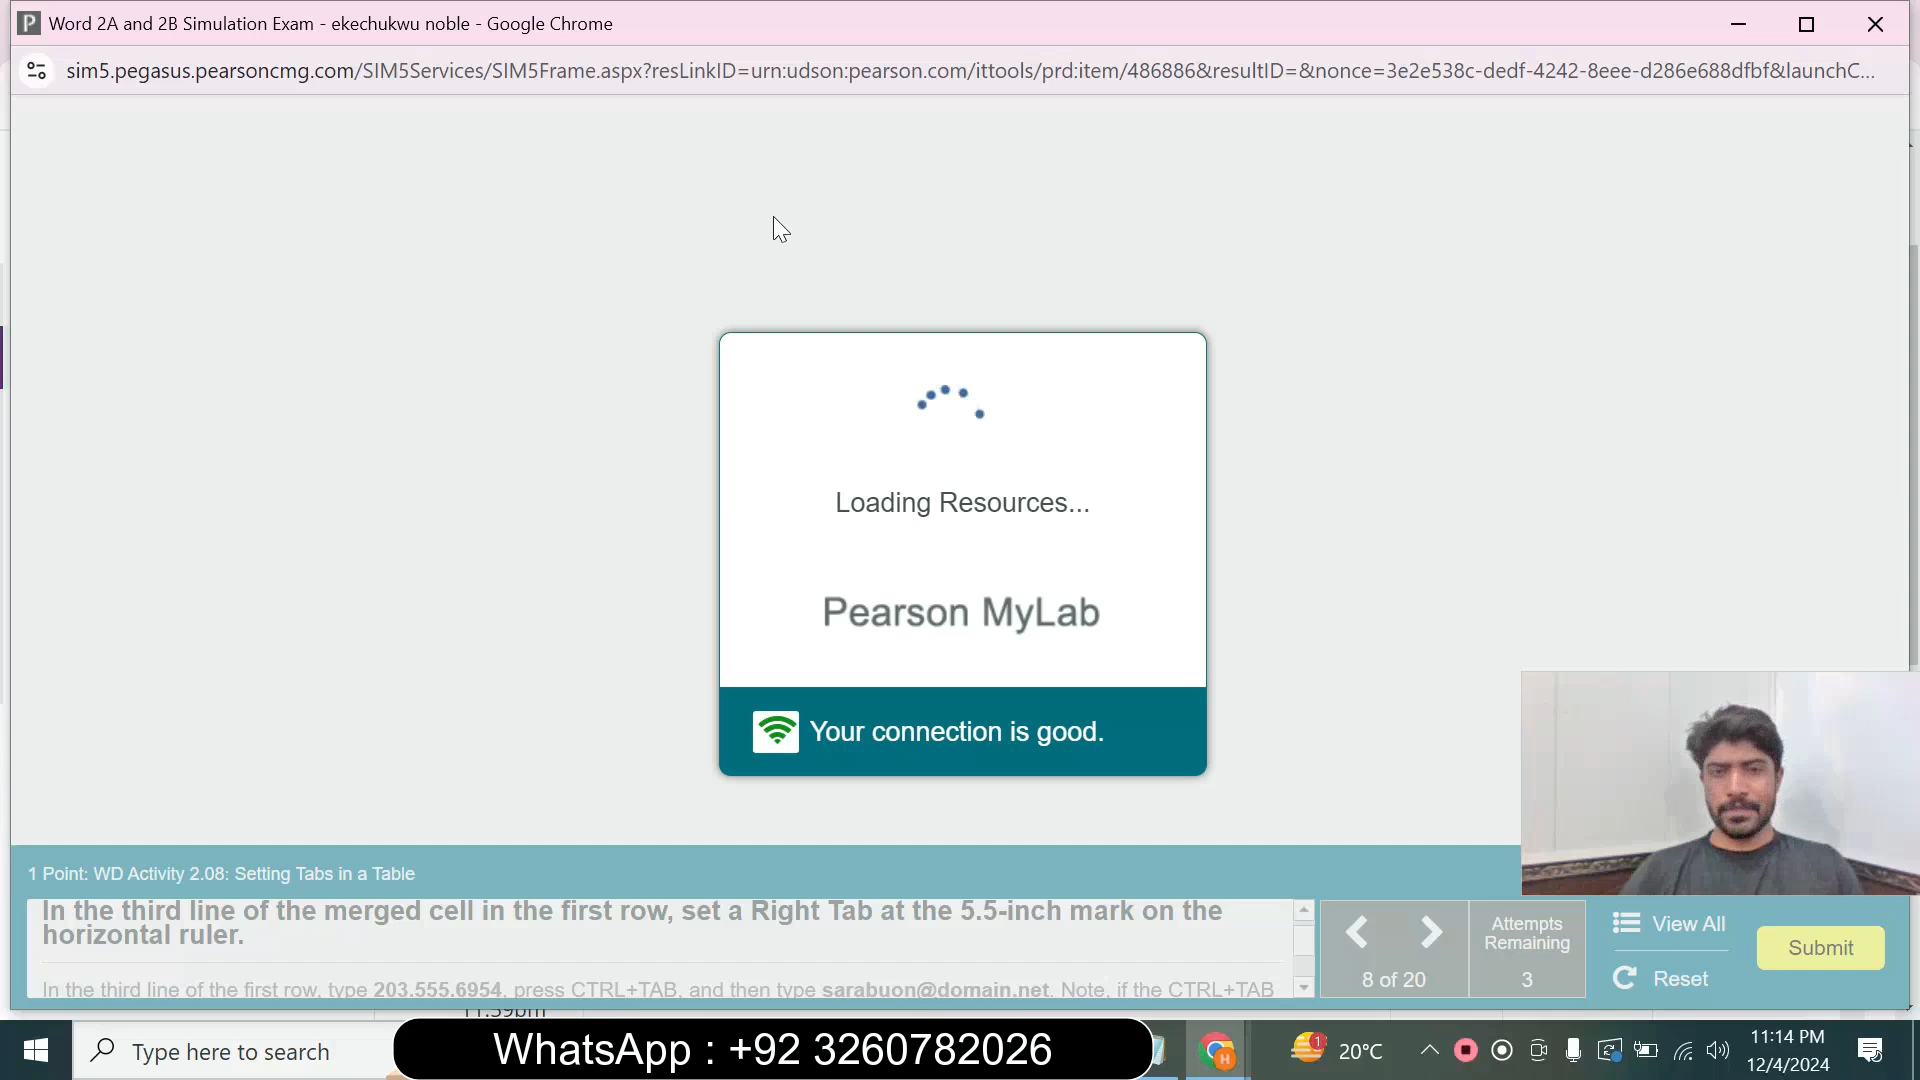 Word 2A and 2B Simulation Exam - ekechukwu noble - Google Chrome
sim5.pegasus.pearsoncmg.com/SIM5Services/SIM5Frame.aspx?resLinkID=urn:udson:pearson.com/ittools/prd:item/486886&resultID=&nonce=3e2e538c-dedf-4242-8eee-d286e688dfbf&launchC...
Loading Resources...
Pearson MyLab
Your connection is good.
1 Point: WD Activity 2.08: Setting Tabs in a Table
In the third line of the merged cell in the first row, set a Right Tab at the 5.5-inch mark on the
horizontal ruler.
In the third line of the first row, type 203.555.6954, press CTRL+TAB, and then type sarabuon@domain.net. Note, if the CTRL+TAB
8 of 20
Attempts
Remaining
3
View All
Reset
Submit
11:59pm
Type here to search
WhatsApp : +92 3260782026
1
20°C
11:14 PM
12/4/2024